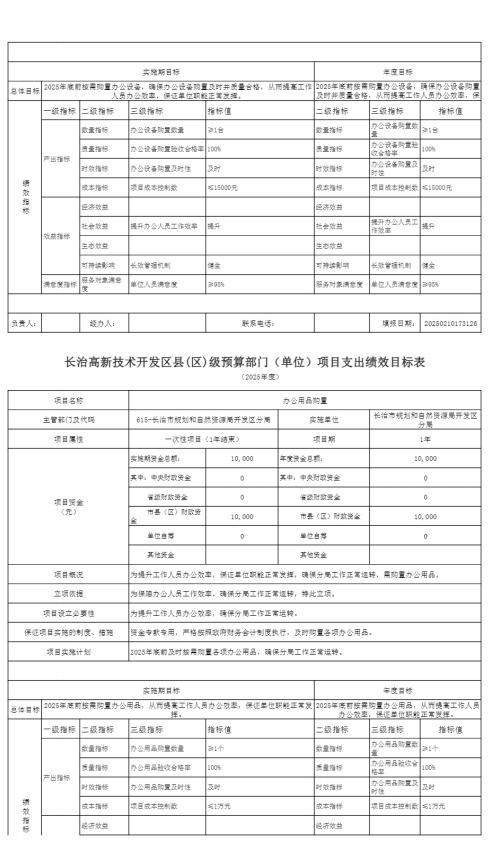 实施期目标 年度目标
总体目标 2025年底前按需购置办公设备，确保办公设备购置及时并质量合格，从而提高工作人员办公效率，保证单位职能正常发挥。 2025年底前按需购置办公设备，确保办公设备购置及时并质量合格，从而提高工作人员办公效率，保
绩效指标 一级指标 二级指标 三级指标 指标值 二级指标 三级指标 指标值
产出指标 数量指标 办公设备购置数量 ≥1台 数量指标 办公设备购置数量 ≥1台
质量指标 办公设备购置验收合格率 100% 质量指标 办公设备购置验收合格率 100%
时效指标 办公设备购置及时性 及时 时效指标 办公设备购置及时性 及时
成本指标 项目成本控制数 ≤15000元 成本指标 项目成本控制数 ≤15000元
效益指标 经济效益 经济效益
社会效益 提升办公人员工作效率 提升 社会效益 提升办公人员工作效率 提升
生态效益 生态效益
可持续影响 长效管理机制 健全 可持续影响 长效管理机制 健全
满意度指标 服务对象满意度 单位人员满意度 ≥95% 服务对象满意度 单位人员满意度 ≥95%
负责人： 经办人： 联系电话： 填报日期： 20250210173126
长治高新技术开发区县(区)级预算部门（单位）项目支出绩效目标表
（2025年度）
项目名称 办公用品购置
主管部门及代码 615-长治市规划和自然资源局开发区分局 实施单位 长治市规划和自然资源局开发区分局
项目属性 一次性项目（1年结束） 项目期 1年
项目资金（元） 实施期资金总额： 10,000 年度资金总额： 10,000
其中：中央财政资金 0 其中：中央财政资金 0
省级财政资金 0 省级财政资金 0
市县（区）财政资金 10,000 市县（区）财政资金 10,000
单位自筹 0 单位自筹 0
其他资金 其他资金
项目概况 为提升工作人员办公效率，保证单位职能正常发挥，确保分局工作正常运转，需购置办公用品。
立项依据 为保障办公人员工作效率，确保分局工作正常运转，特此立项。
项目设立必要性 为提升工作人员办公效率，确保分局工作正常运转。
保证项目实施的制度、措施 资金专款专用，严格按照政府财务会计制度执行，及时购置各项办公用品。
项目实施计划 2025年底前及时按需购置各项办公用品，确保分局工作正常运转。
实施期目标 年度目标
总体目标 2025年底前按需购置办公用品，从而提高工作人员办公效率，保证单位职能正常发挥。 2025年底前按需购置办公用品，从而提高工作人员办公效率，保证单位职能正常发挥。
绩效指标 一级指标 二级指标 三级指标 指标值 二级指标 三级指标 指标值
产出指标 数量指标 办公用品购置数量 ≥1个 数量指标 办公用品购置数量 ≥1个
质量指标 办公用品验收合格率 100% 质量指标 办公用品验收合格率 100%
时效指标 办公用品购置及时性 及时 时效指标 办公用品购置及时性 及时
成本指标 项目成本控制数 ≤1万元 成本指标 项目成本控制数 ≤1万元
经济效益 经济效益